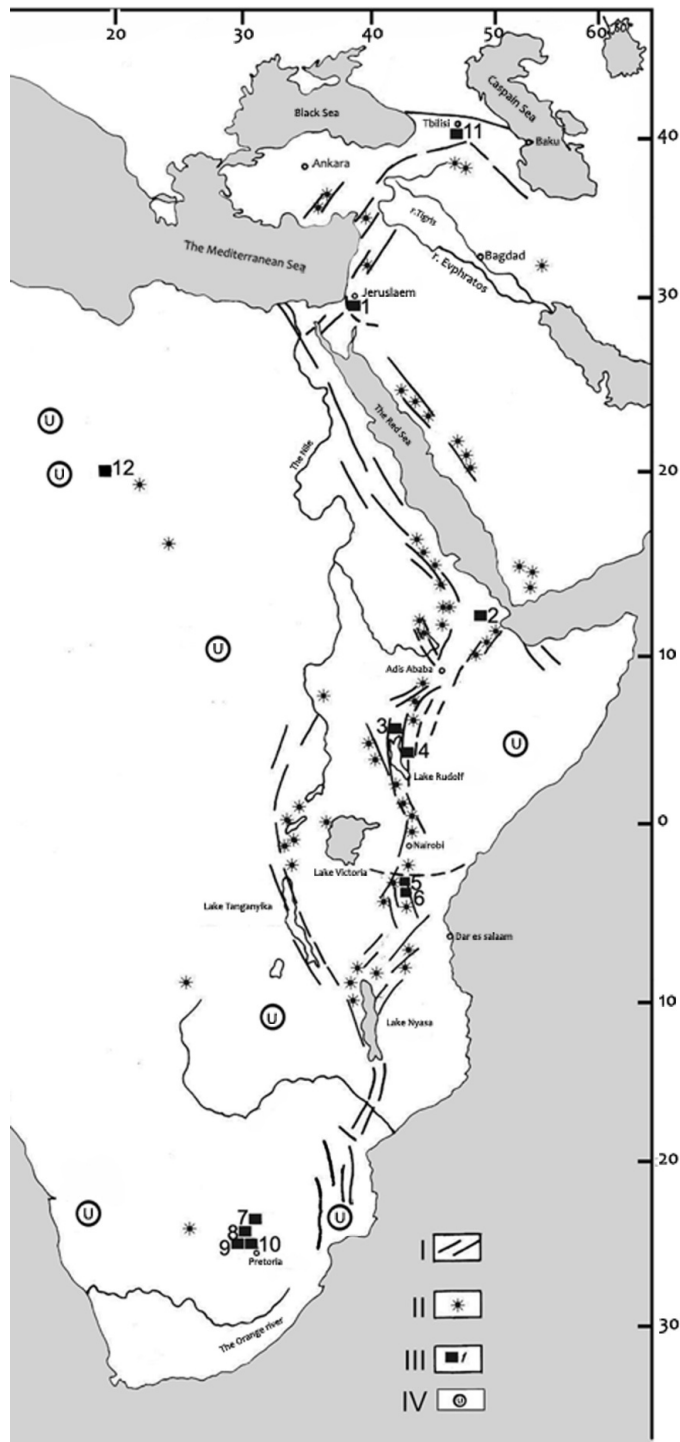 20
30
40
50
60
50
Caspain Sea
Black Sea
Tbilisi
11
40
Baku
Ankara
r.Tigris
The Mediterranean Sea
Bagdad
r. Evphratos
Jeruslaem
1
30
The Red Sea
U
The Nile
U
12
20
2
U
10
Adis Ababa
3
4
U
Lake Rudolf
0
Nairobi
Lake Victoria
5
6
Lake Tanganyika
Dar es salaam
U
10
Lake Nyasa
20
U
7
U
8
9
10
Pretoria
I
II
The Orange river
30
III
1
IV
U